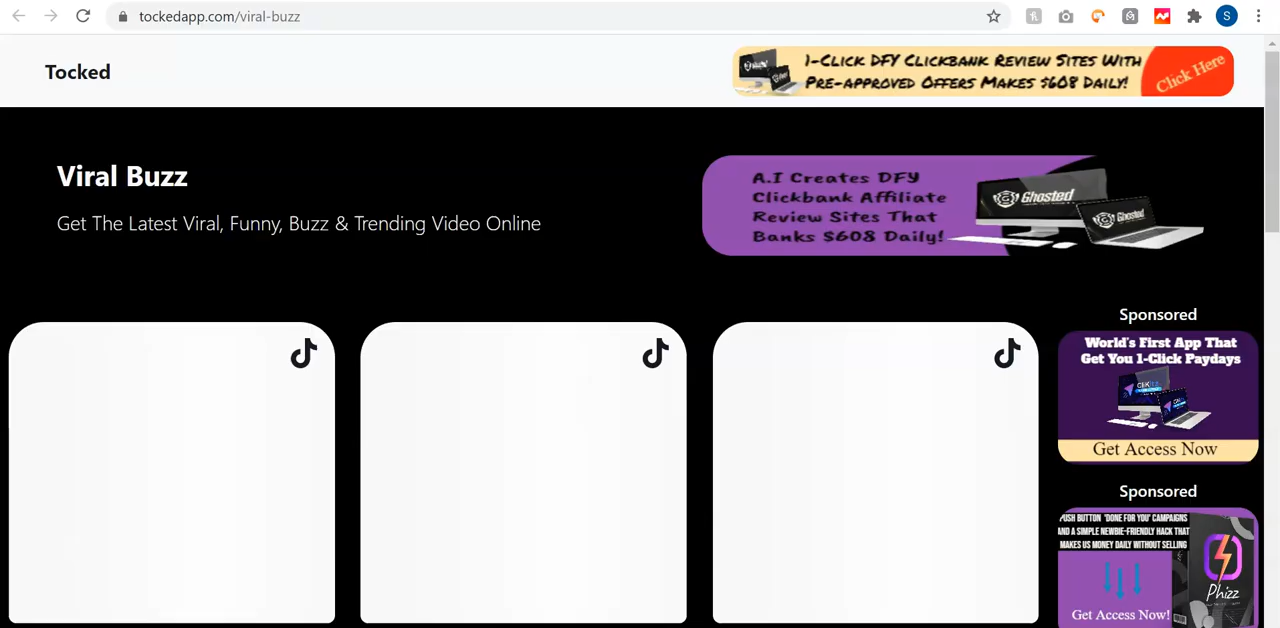 tockedapp.com/viral-buzz
S
Tocked
1-Click DFY Clickbank Review Sites With
Pre-approved Offers Makes $608 Daily!
Click Here
Viral Buzz
Get The Latest Viral, Funny, Buzz & Trending Video Online
A.I Creates DFY
Clickbank Affiliate
Review Sites That
Banks $608 Daily!
Ghosted
Ghosted
Sponsored
World's First App That
Get You 1-Click Paydays
Get Access Now
Sponsored
PUSH BUTTON 'DONE FOR YOU' CAMPAIGNS
AND A SIMPLE NEWBIE-FRIENDLY HACK THAT
MAKES US MONEY DAILY WITHOUT SELLING
Phizz
Get Access Now!